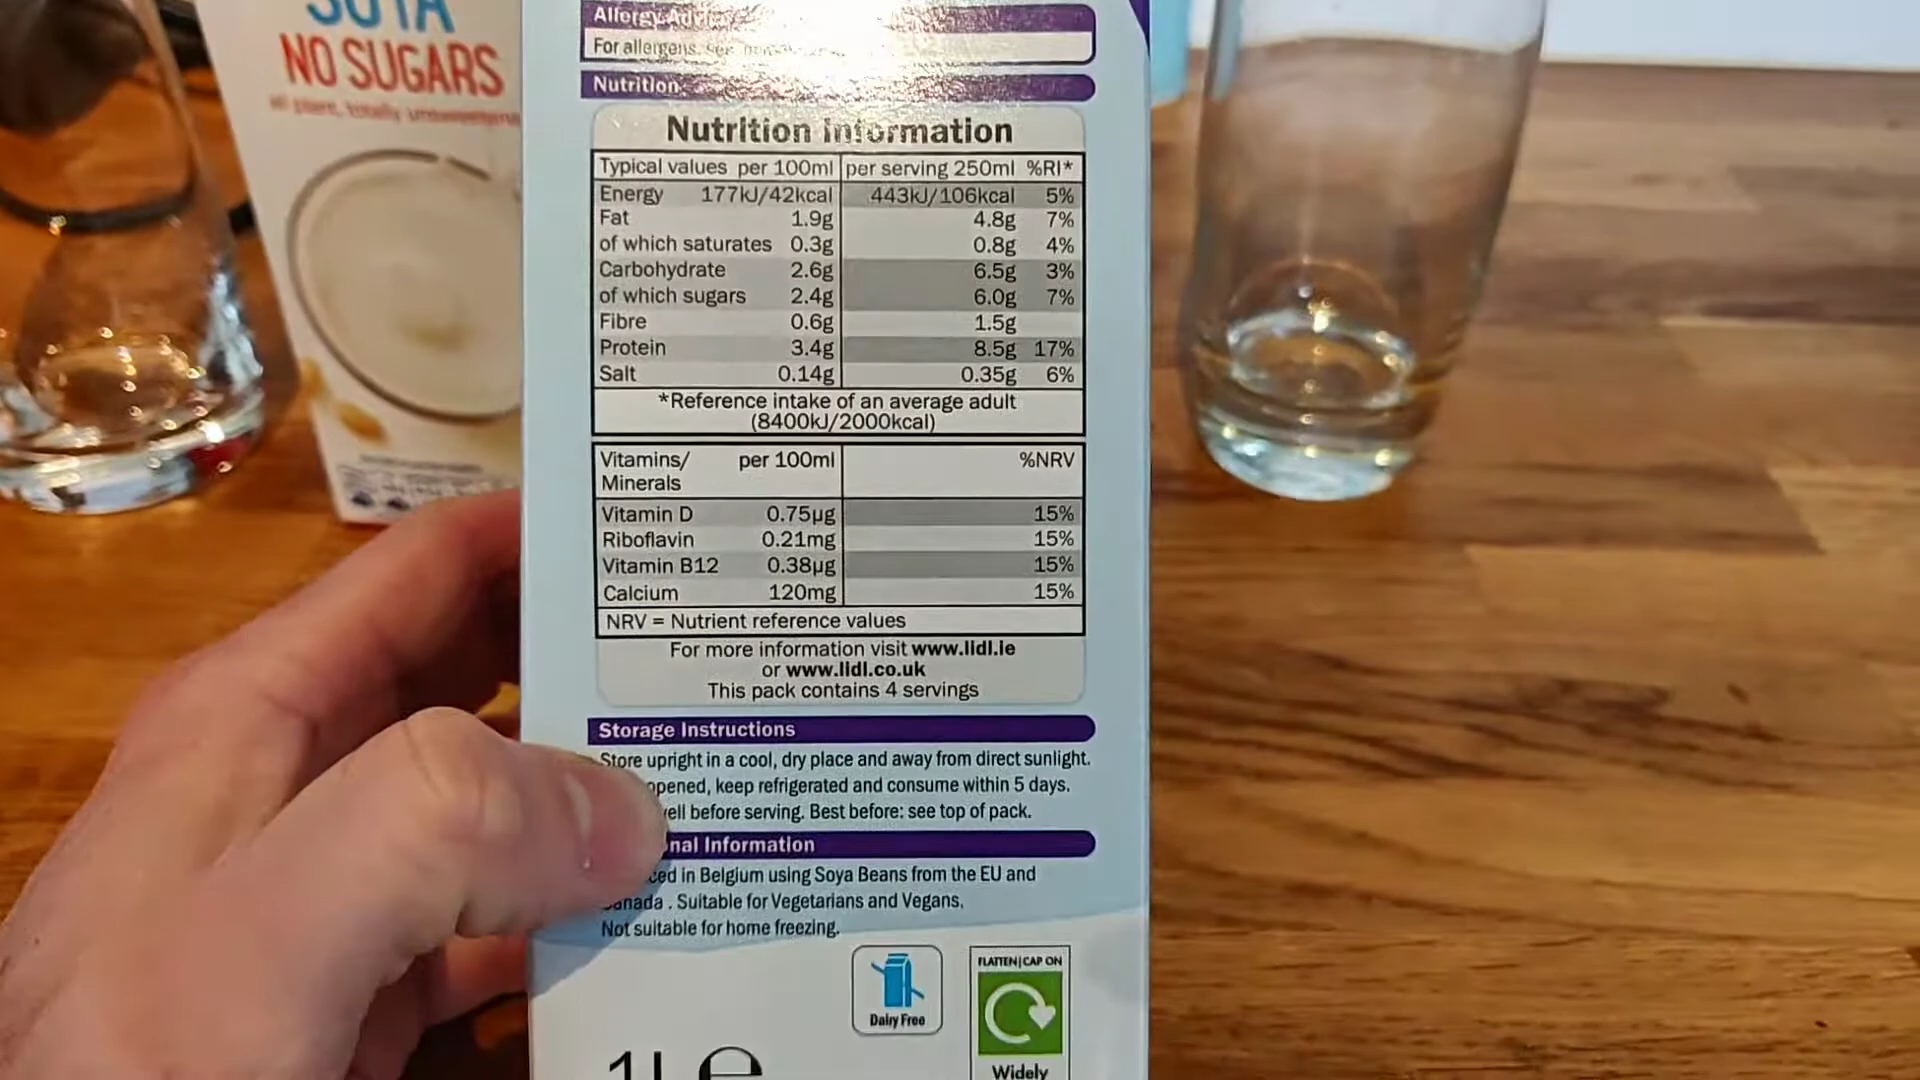 SOYA
NO SUGARS
Allergy Advice
For allergens, see
Nutrition
Nutrition Information
Typical values per 100ml per serving 250ml %RI*
Energy 177kJ/42kcal 443kJ/106kcal 5%
Fat 1.9g 4.8g 7%
of which saturates 0.3g 0.8g 4%
Carbohydrate 2.6g 6.5g 3%
of which sugars 2.4g 6.0g 7%
Fibre 0.6g 1.5g
Protein 3.4g 8.5g 17%
Salt 0.14g 0.35g 6%
*Reference intake of an average adult
(8400kJ/2000kcal)
Vitamins/ per 100ml %NRV
Minerals
Vitamin D 0.75µg 15%
Riboflavin 0.21mg 15%
Vitamin B12 0.38µg 15%
Calcium 120mg 15%
NRV = Nutrient reference values
For more information visit www.lidl.ie
or www.lidl.co.uk
This pack contains 4 servings
Storage Instructions
Store upright in a cool, dry place and away from direct sunlight.
opened, keep refrigerated and consume within 5 days.
well before serving. Best before: see top of pack.
nal Information
ced in Belgium using Soya Beans from the EU and
Canada . Suitable for Vegetarians and Vegans.
Not suitable for home freezing.
Dairy Free
FLATTEN|CAP ON
Widely
1L e